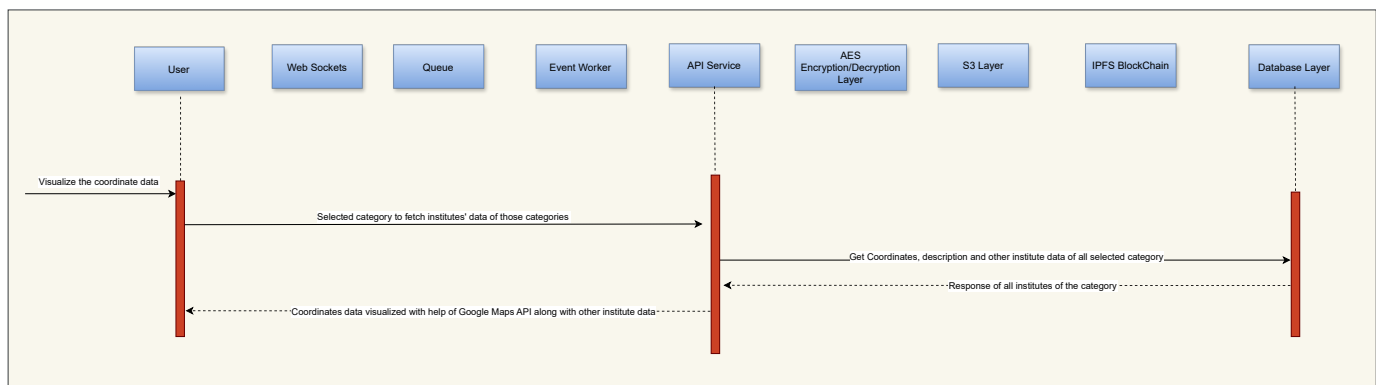 User
Web Sockets
Queue
Event Worker
API Service
AES
Encryption/Decryption
Layer
S3 Layer
IPFS BlockChain
Database Layer
Visualize the coordinate data
Selected category to fetch institutes' data of those categories
Get Coordinates, description and other institute data of all selected category
Response of all institutes of the category
Coordinates data visualized with help of Google Maps API along with other institute data